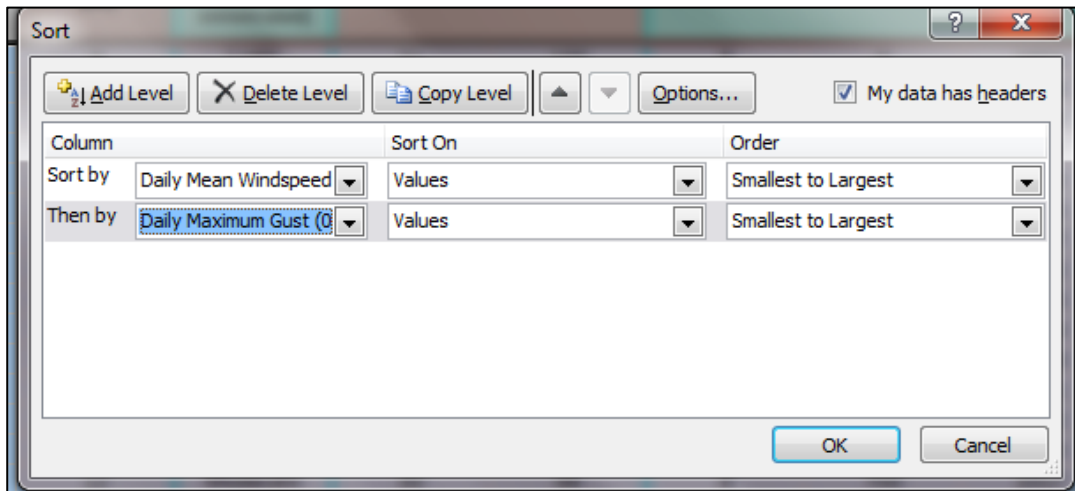 Sort
Add Level Delete Level Copy Level Options... My data has headers
Column Sort On Order
Sort by Daily Mean Windspeed Values Smallest to Largest
Then by Daily Maximum Gust (0 Values Smallest to Largest
OK Cancel